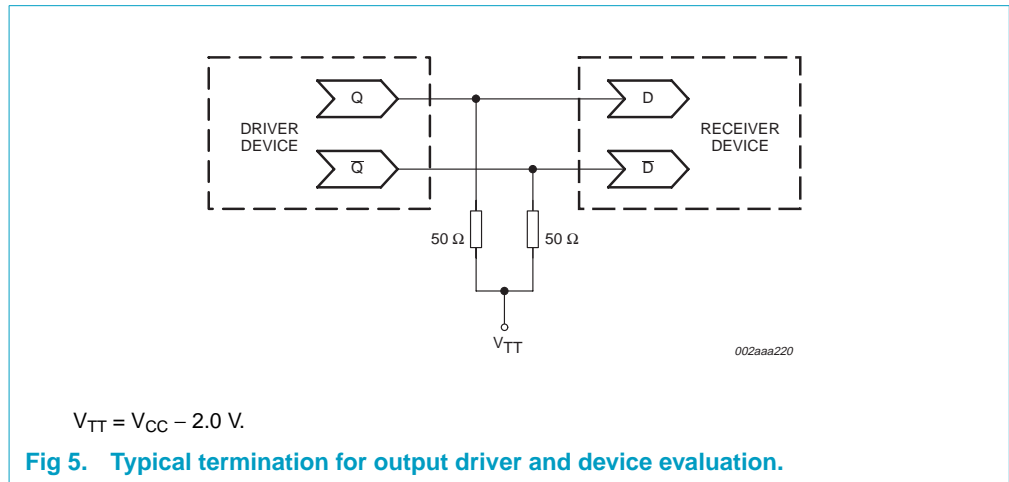 Q
D
DRIVER
DEVICE
RECEIVER
DEVICE
Q̅
D̅
50 Ω
50 Ω
VTT
002aaa220
VTT = VCC − 2.0 V.
Fig 5. Typical termination for output driver and device evaluation.